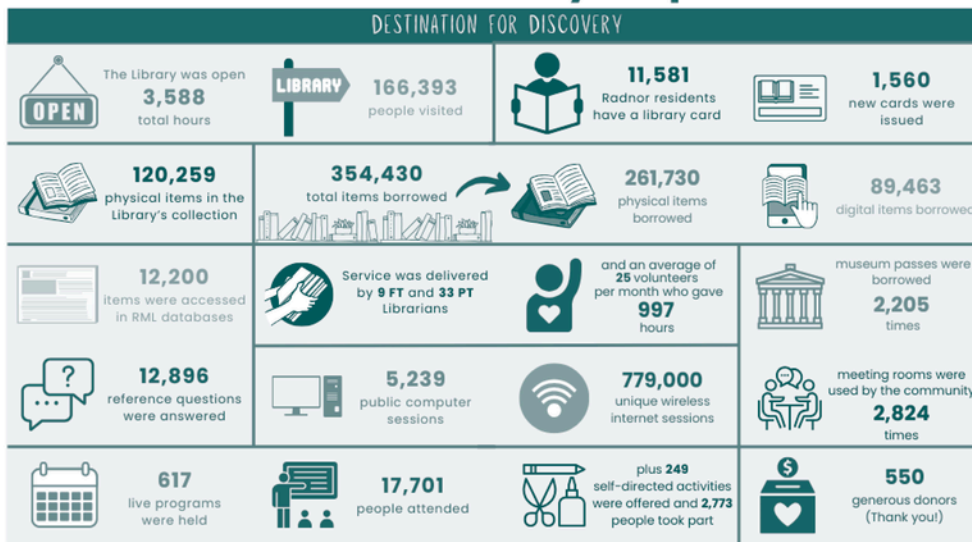 DESTINATION FOR DISCOVERY
The Library was open
3,588
total hours
OPEN
LIBRARY
166,393
people visited
11,581
Radnor residents
have a library card
1,560
new cards were
issued
120,259
physical items in the
Library's collection
354,430
total items borrowed
261,730
physical items
borrowed
89,463
digital items borrowed
12,200
items were accessed
in RML databases
Service was delivered
by 9 FT and 33 PT
Librarians
and an average of
25 volunteers
per month who gave
997
hours
museum passes were
borrowed
2,205
times
12,896
reference questions
were answered
5,239
public computer
sessions
779,000
unique wireless
internet sessions
meeting rooms were
used by the community
2,824
times
617
live programs
were held
17,701
people attended
plus 249
self-directed activities
were offered and 2,773
people took part
550
generous donors
(Thank you!)